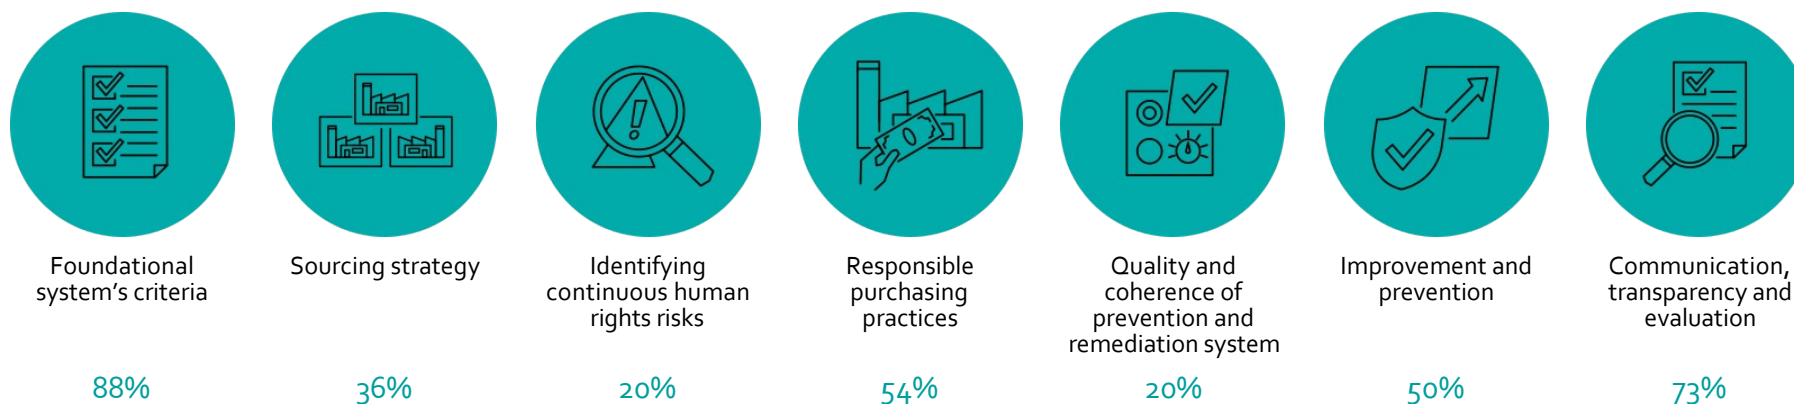 Foundational
system’s criteria
88%
Sourcing strategy
36%
Identifying
continuous human
rights risks
20%
Responsible
purchasing
practices
54%
Quality and
coherence of
prevention and
remediation system
20%
Improvement and
prevention
50%
Communication,
transparency and
evaluation
73%